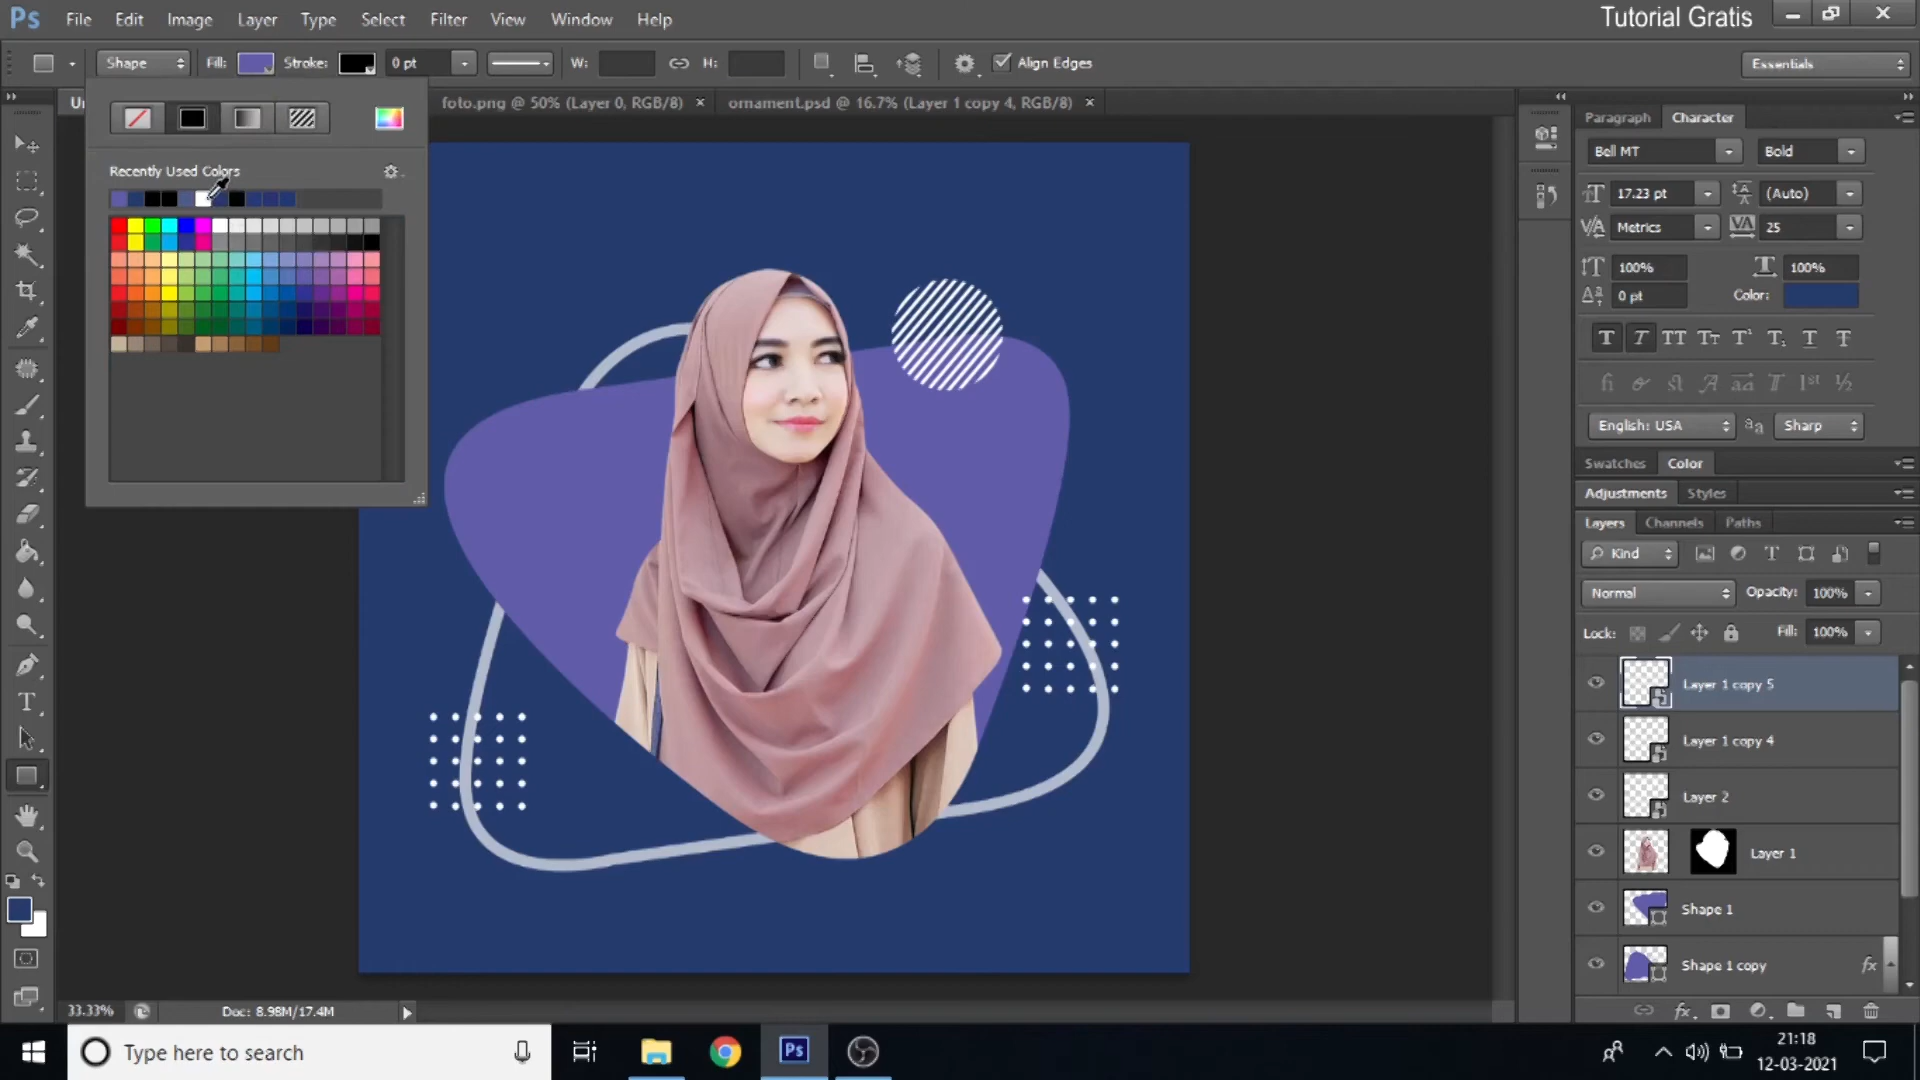 Ps File Edit Image Layer Type Select Filter View Window Help Tutorial Gratis
Shape Fill: Stroke: 0 pt W: H: Align Edges Essentials
foto.png @ 50% (Layer 0, RGB/8) × ornament.psd @ 16.7% (Layer 1 copy 4, RGB/8) ×
Recently Used Colors
Paragraph Character
Bell MT Bold
17.23 pt (Auto)
Metrics 25
100% 100%
0 pt Color:
English: USA Sharp
Swatches Color
Adjustments Styles
Layers Channels Paths
Kind
Normal Opacity: 100%
Lock: Fill: 100%
Layer 1 copy 5
Layer 1 copy 4
Layer 2
Layer 1
Shape 1
Shape 1 copy fx
33.33% Doc: 8.98M/17.4M
Type here to search
Ps
21:18
12-03-2021